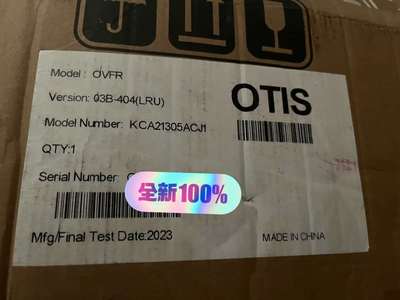 Model : OVFR
Version: 03B-404(LRU)
OTIS
Model Number: KCA21305ACJ1
QTY:1
Serial Number:
全新100%
Mfg/Final Test Date:2023
MADE IN CHINA